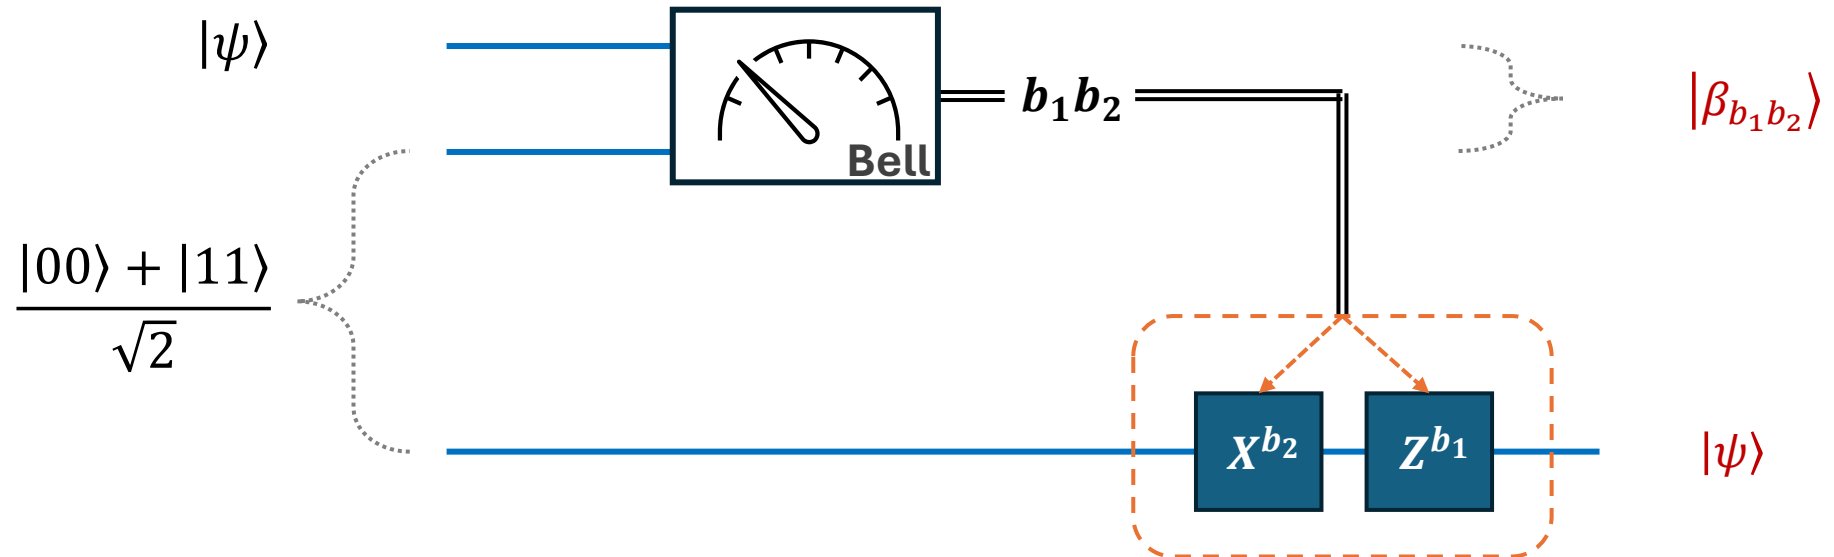 |ψ⟩
Bell
b₁b₂
|β_{b₁b₂}⟩
|00⟩ + |11⟩
√2
X^{b₂}
Z^{b₁}
|ψ⟩